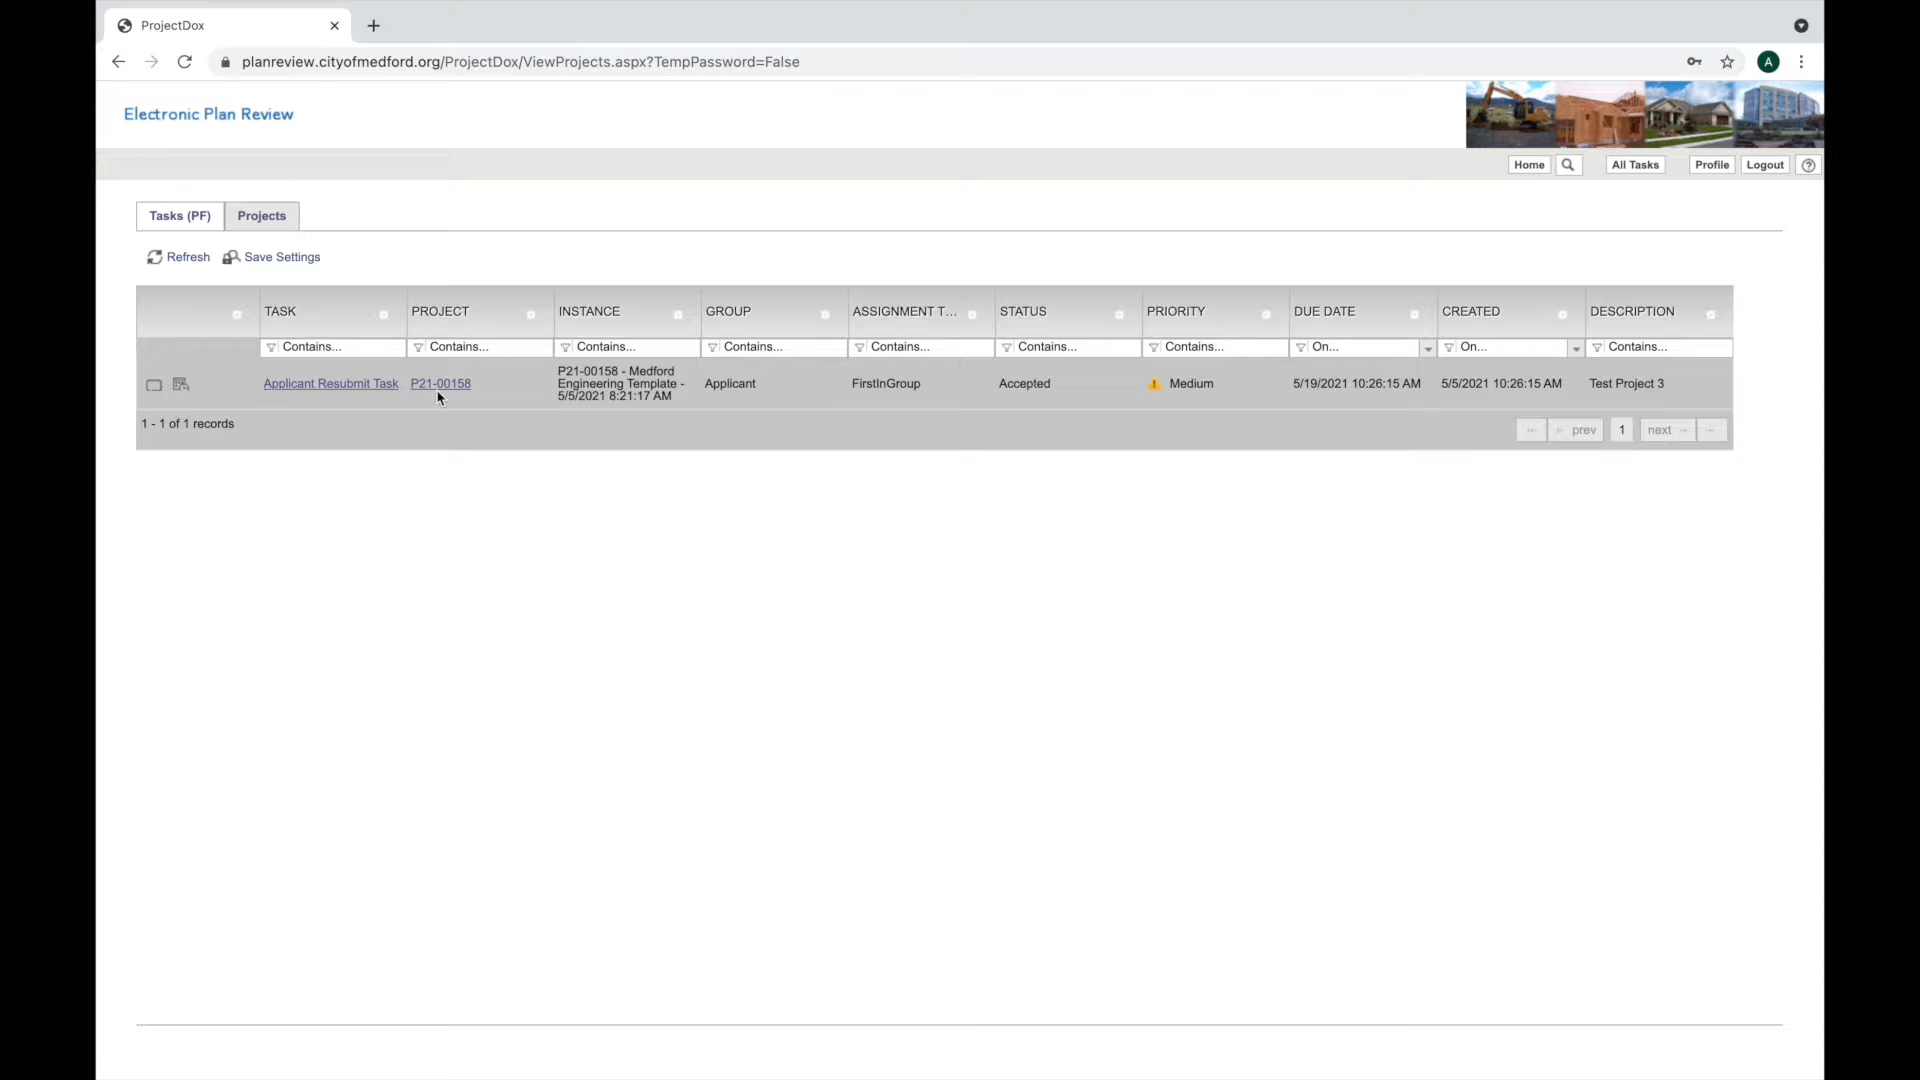 ProjectDox
planreview.cityofmedford.org/ProjectDox/ViewProjects.aspx?TempPassword=False
A
Electronic Plan Review
Home All Tasks Profile Logout ?
Tasks (PF) Projects
Refresh Save Settings
TASK PROJECT INSTANCE GROUP ASSIGNMENT T... STATUS PRIORITY DUE DATE CREATED DESCRIPTION
Contains... Contains... Contains... Contains... Contains... Contains... Contains... On... On... Contains...
Applicant Resubmit Task P21-00158 P21-00158 - Medford
Engineering Template -
5/5/2021 8:21:17 AM
Applicant FirstInGroup Accepted Medium 5/19/2021 10:26:15 AM 5/5/2021 10:26:15 AM Test Project 3
1 - 1 of 1 records
← prev 1 next →